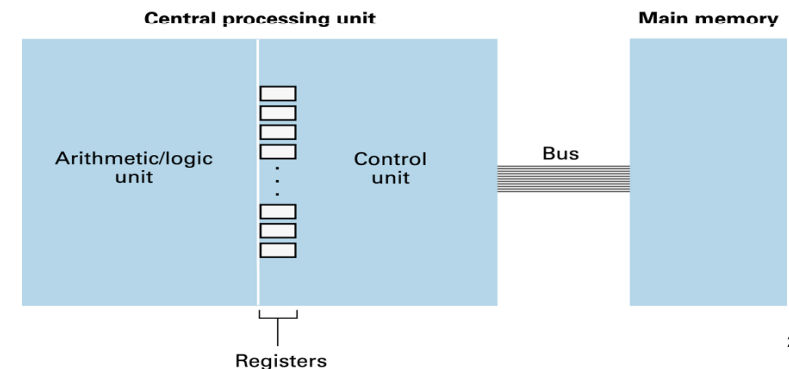 Central processing unit
Main memory
Arithmetic/logic
unit
Control
unit
Bus
Registers